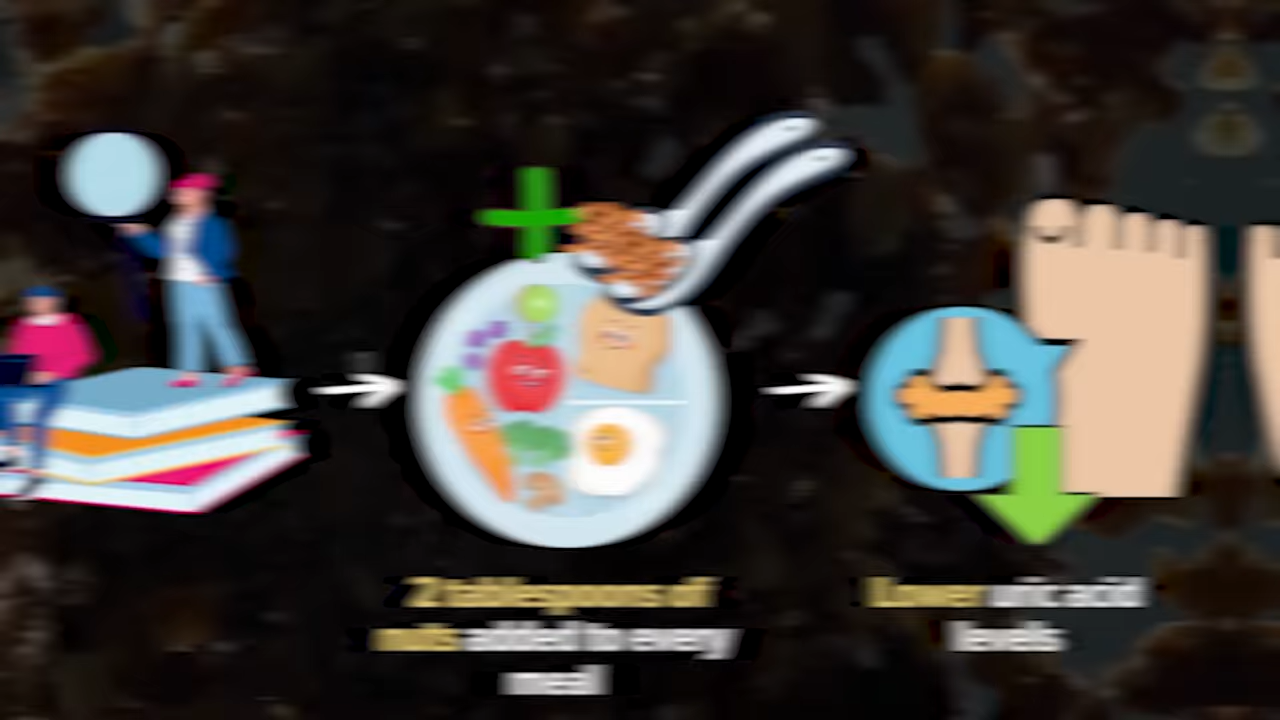 2 tablespoons of
nuts added to every
meal
Lower uric acid
levels